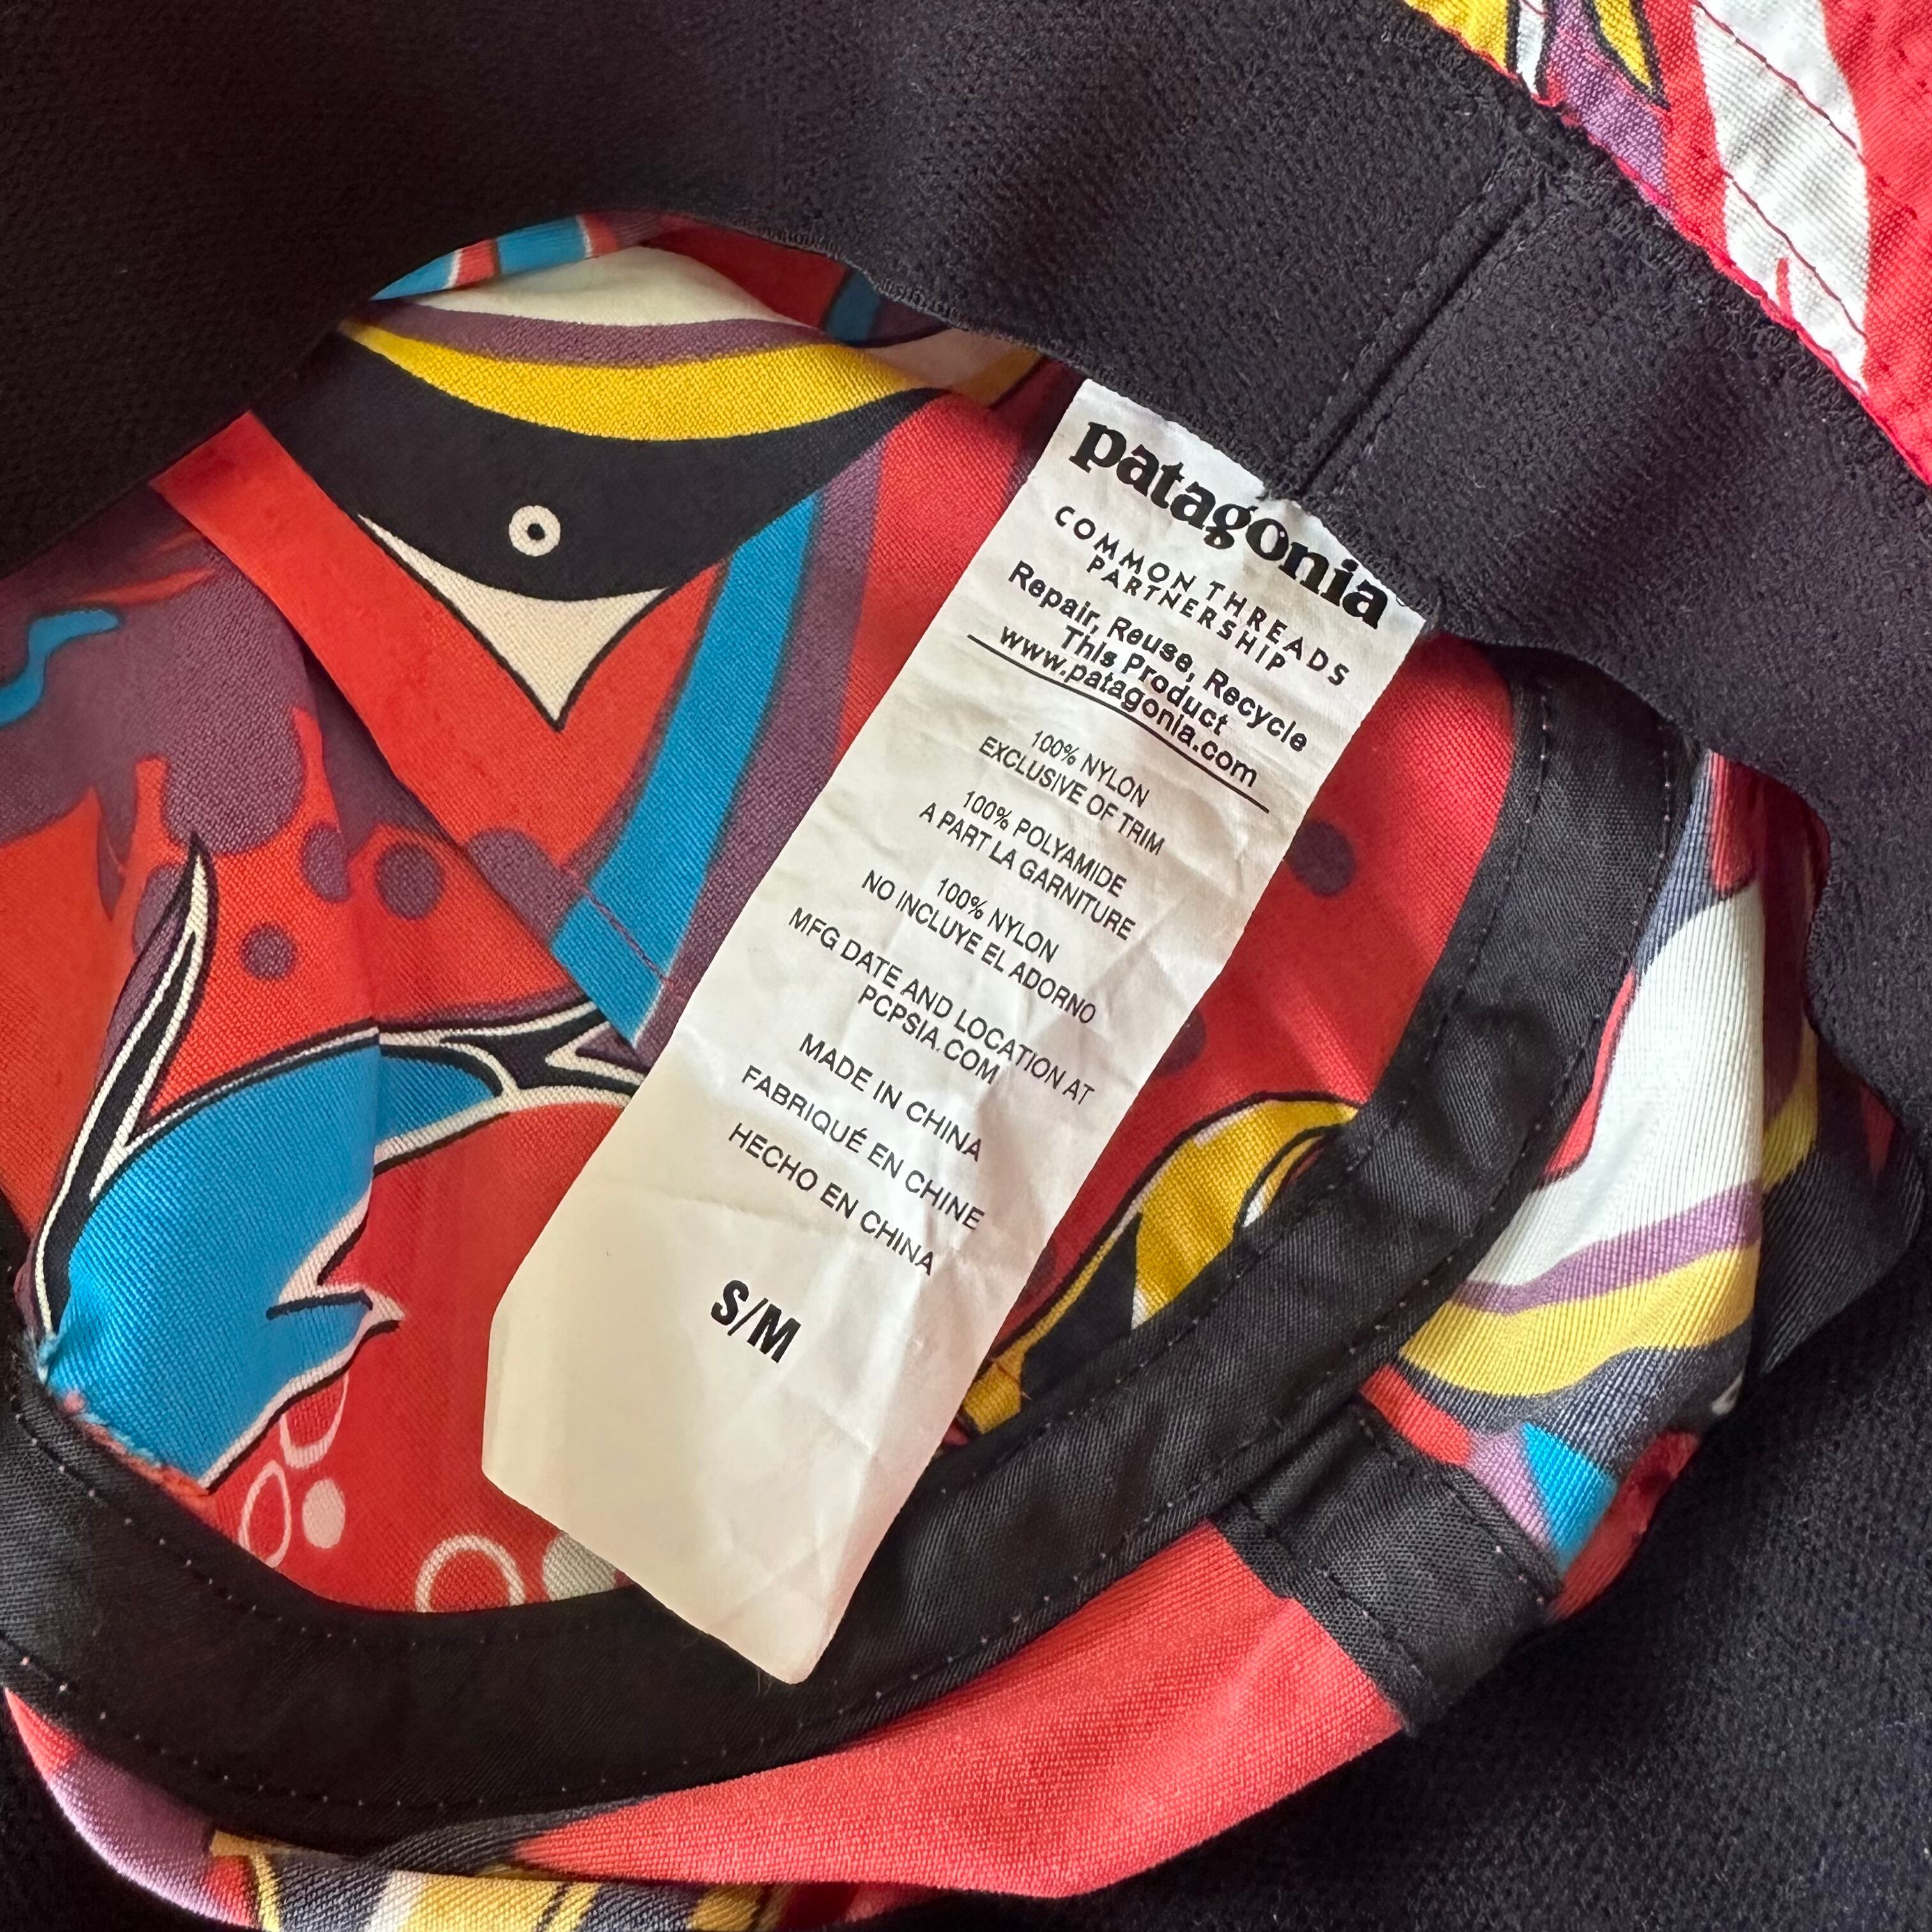 patagonia
COMMON THREADS
PARTNERSHIP
Repair, Reuse, Recycle
This Product
www.patagonia.com
100% NYLON
EXCLUSIVE OF TRIM
100% POLYAMIDE
A PART LA GARNITURE
100% NYLON
NO INCLUYE EL ADORNO
MFG DATE AND LOCATION AT
PCPSIA.COM
MADE IN CHINA
FABRIQUÉ EN CHINE
HECHO EN CHINA
S/M